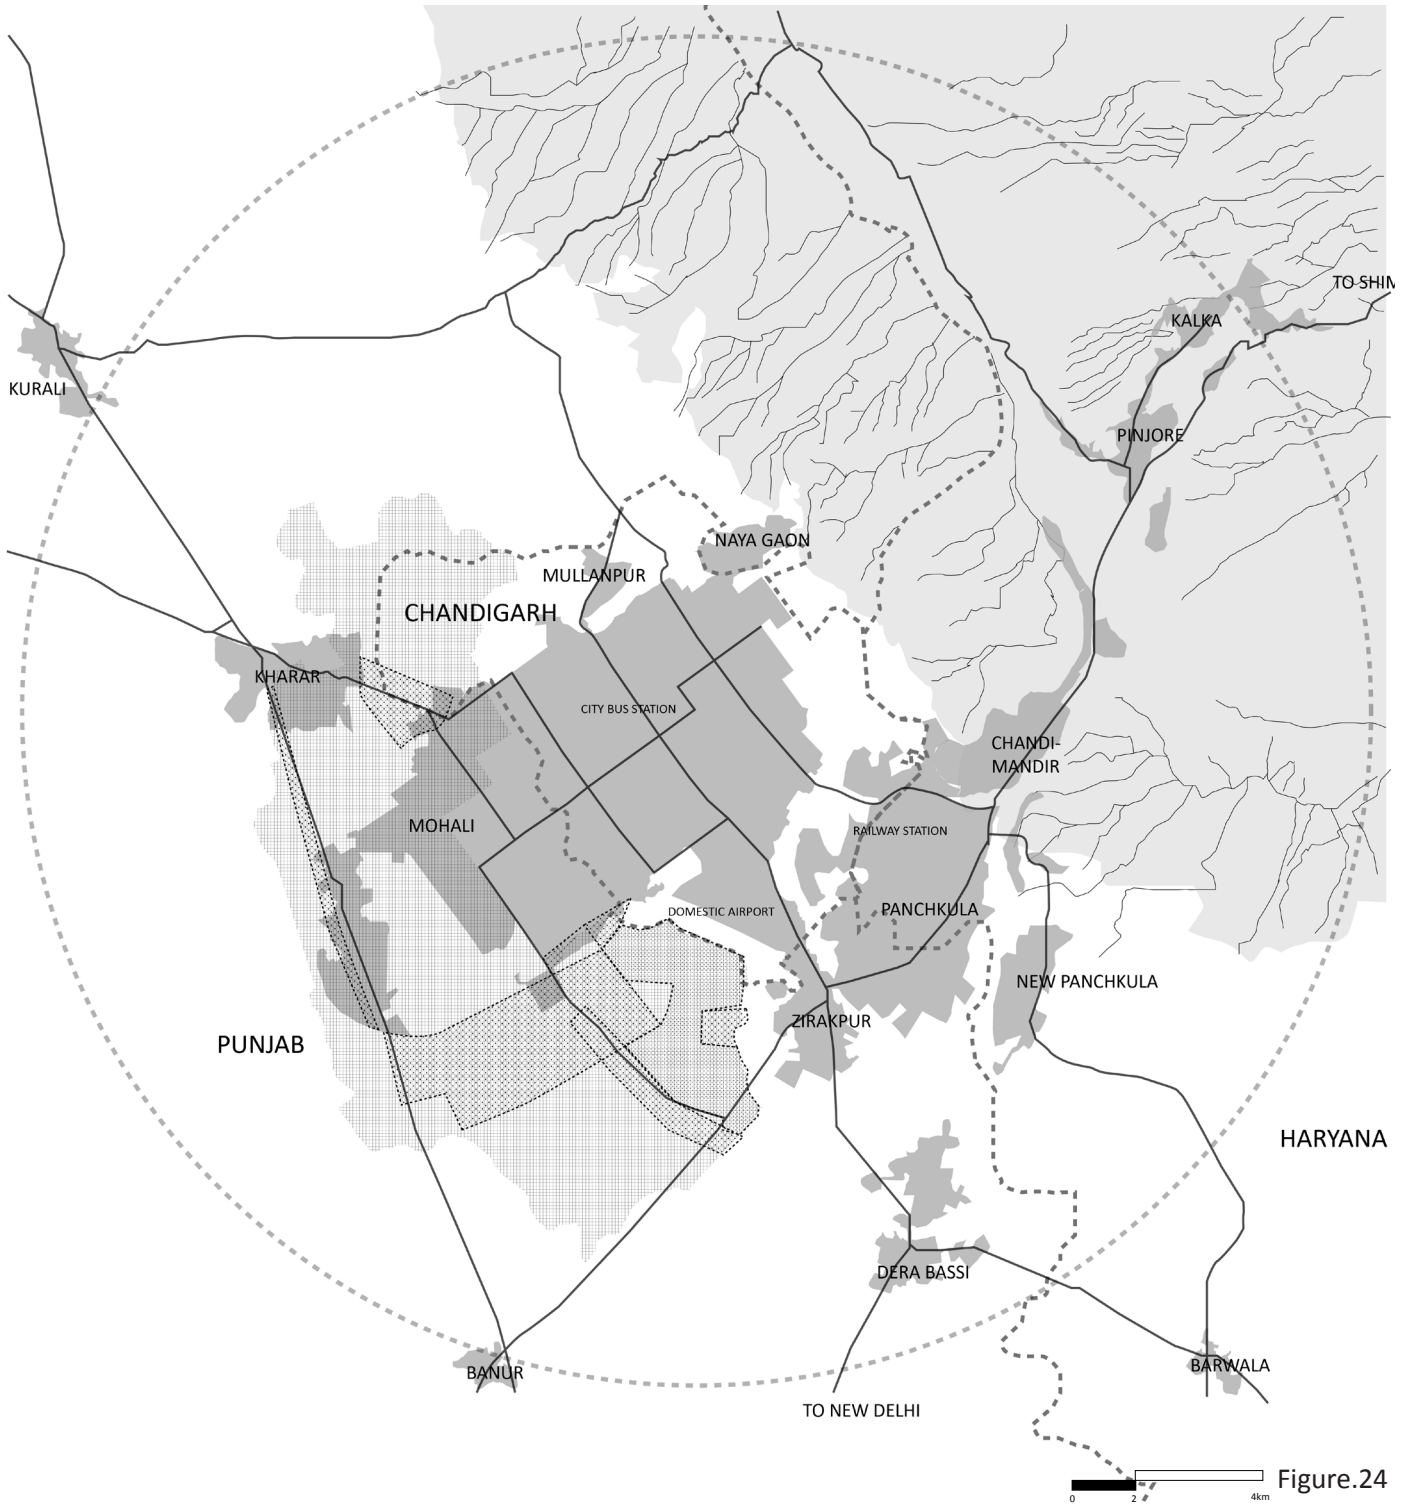 TO SHIM
KALKA
KURALI
PINJORE
NAYA GAON
MULLANPUR
CHANDIGARH
KHARAR
CITY BUS STATION
CHANDI-
MANDIR
MOHALI
RAILWAY STATION
DOMESTIC AIRPORT
PANCHKULA
NEW PANCHKULA
ZIRAKPUR
PUNJAB
HARYANA
DERA BASSI
BANUR
BARWALA
TO NEW DELHI
Figure.24
0 2 4km